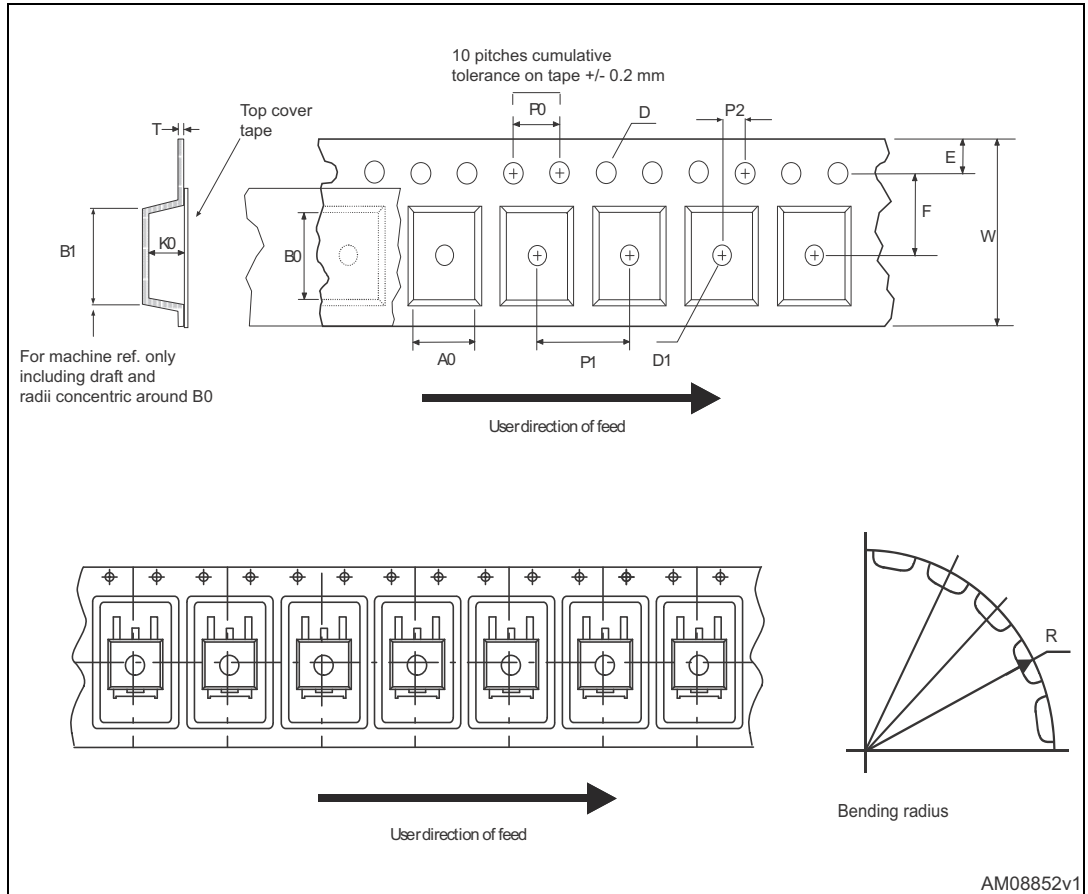 10 pitches cumulative
tolerance on tape +/- 0.2 mm
Top cover
tape
T
P0
D
P2
E
F
W
B1
K0
B0
For machine ref. only
including draft and
radii concentric around B0
A0
P1
D1
User direction of feed
R
Bending radius
User direction of feed
AM08852v1